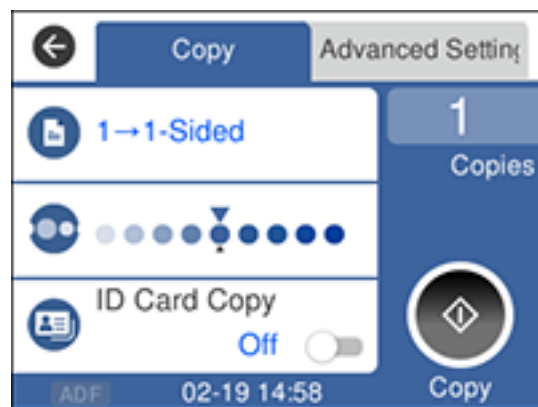 Copy
Advanced Setting
1→1-Sided
1
Copies
ID Card Copy
Off
ADF
02-19 14:58
Copy